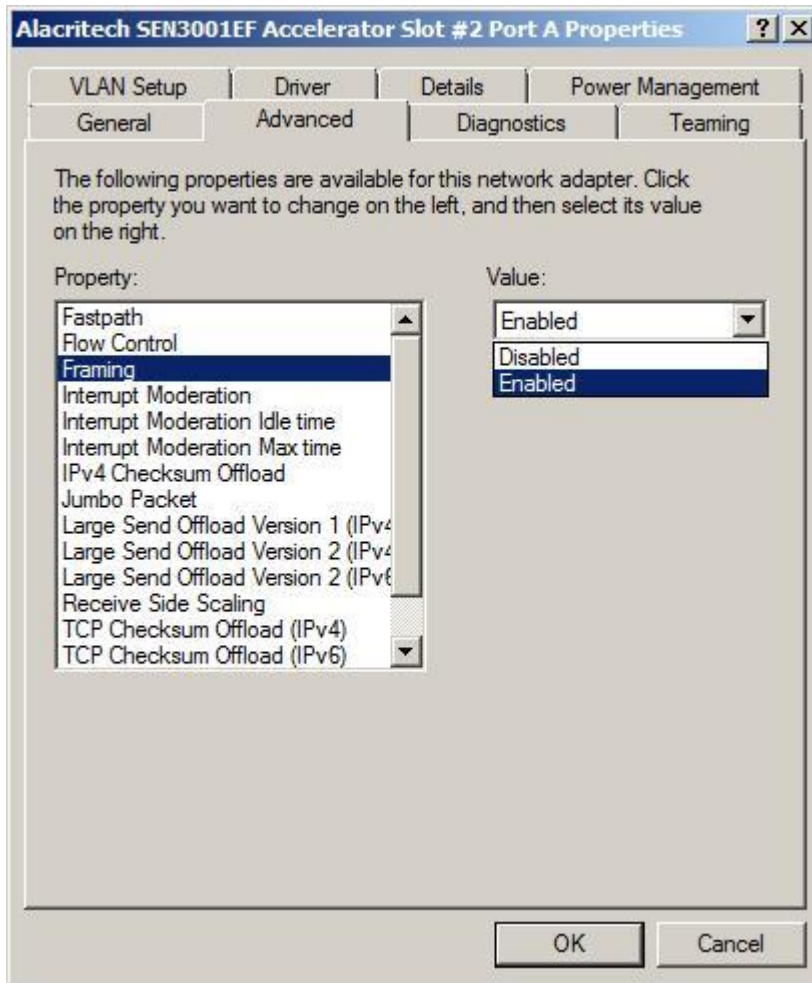 Alacritech SEN3001EF Accelerator Slot #2 Port A Properties
VLAN Setup
Driver
Details
Power Management
General
Advanced
Diagnostics
Teaming
The following properties are available for this network adapter. Click
the property you want to change on the left, and then select its value
on the right.
Property:
Value:
Fastpath
Flow Control
Framing
Interrupt Moderation
Interrupt Moderation Idle time
Interrupt Moderation Max time
IPv4 Checksum Offload
Jumbo Packet
Large Send Offload Version 1 (IPv4
Large Send Offload Version 2 (IPv4
Large Send Offload Version 2 (IPv6
Receive Side Scaling
TCP Checksum Offload (IPv4)
TCP Checksum Offload (IPv6)
Enabled
Disabled
Enabled
OK
Cancel